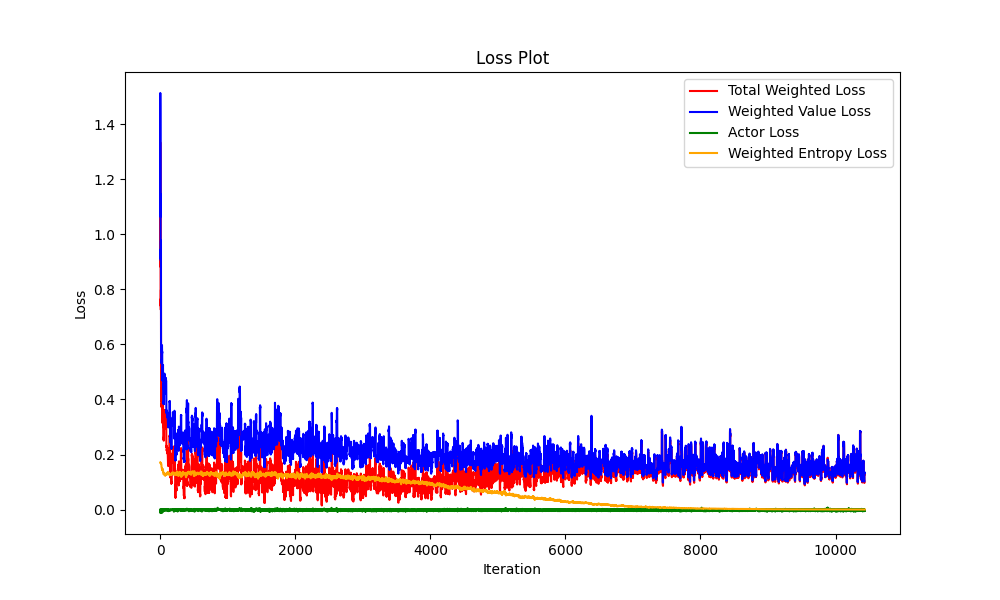 Loss Plot
Total Weighted Loss
Weighted Value Loss
Actor Loss
Weighted Entropy Loss
1.4
1.2
1.0
0.8
0.6
0.4
0.2
0.0
Loss
0 2000 4000 6000 8000 10000
Iteration